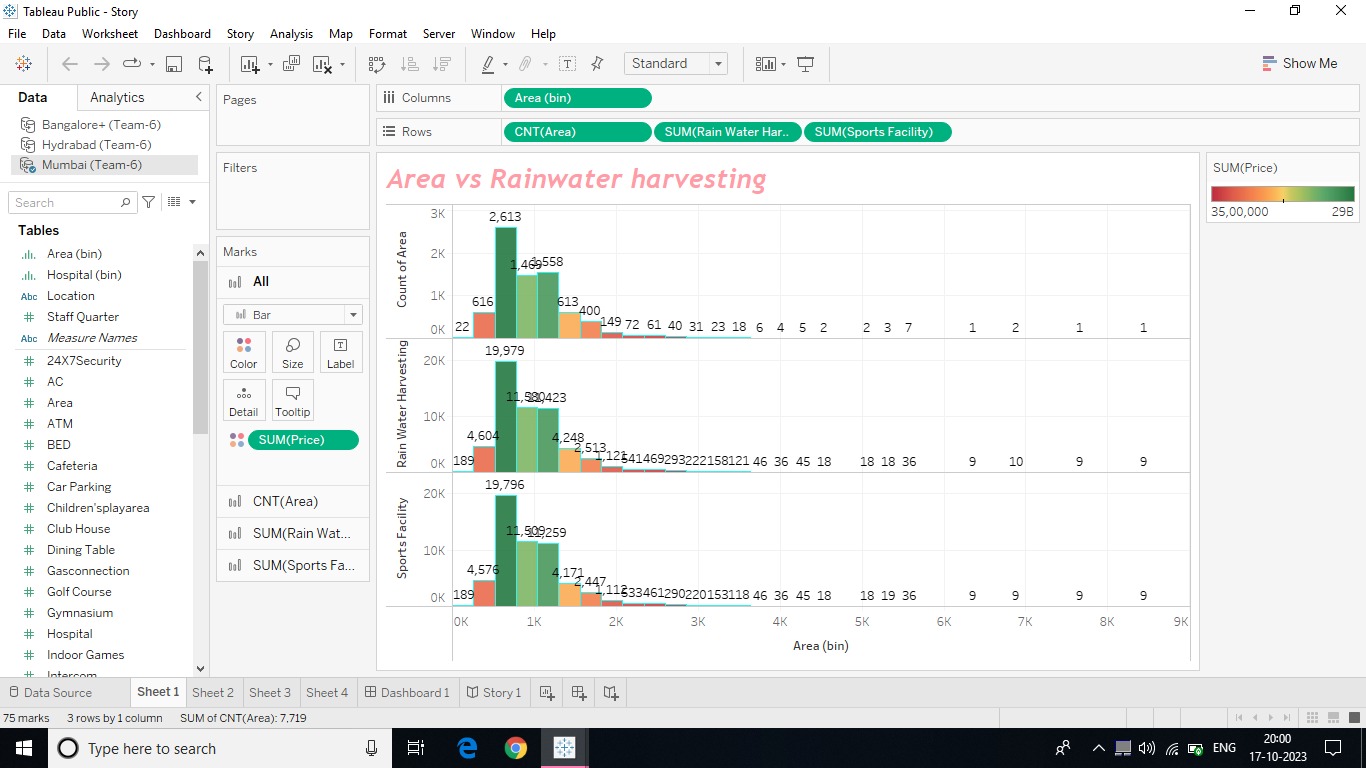 Tableau Public - Story
File Data Worksheet Dashboard Story Analysis Map Format Server Window Help
Standard
Show Me
Data Analytics
Bangalore+ (Team-6)
Hydrabad (Team-6)
Mumbai (Team-6)
Search
Tables
Area (bin)
Hospital (bin)
Abc Location
Staff Quarter
Abc Measure Names
24X7Security
AC
Area
ATM
BED
Cafeteria
Car Parking
Children'splayarea
Club House
Dining Table
Gasconnection
Golf Course
Gymnasium
Hospital
Indoor Games
Intercom
Pages
Filters
Marks
All
Bar
Color Size Label
Detail Tooltip
SUM(Price)
CNT(Area)
SUM(Rain Wat...
SUM(Sports Fa...
Columns Area (bin)
Rows CNT(Area) SUM(Rain Water Har.. SUM(Sports Facility)
Area vs Rainwater harvesting
Count of Area
3K
2K
1K
0K
22 616 2,613 1,469 1,558 613 400 149 72 61 40 31 23 18 6 4 5 2 2 3 7 1 2 1 1
Rain Water Harvesting
20K
10K
0K
189 4,604 19,979 11,580 11,423 4,248 2,513 1,121 541 469 293 222 158 121 46 36 45 18 18 18 36 9 10 9 9
Sports Facility
20K
10K
0K
189 4,576 19,796 11,509 11,259 4,171 2,447 1,112 533 461 290 220 153 118 46 36 45 18 18 19 36 9 9 9
0K 1K 2K 3K 4K 5K 6K 7K 8K 9K
Area (bin)
SUM(Price)
35,00,000 29B
Data Source Sheet 1 Sheet 2 Sheet 3 Sheet 4 Dashboard 1 Story 1
75 marks 3 rows by 1 column SUM of CNT(Area): 7,719
Type here to search
ENG
20:00
17-10-2023